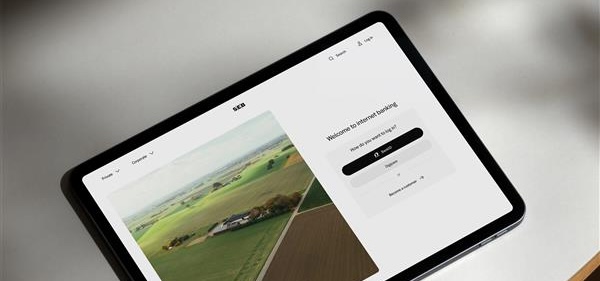 Search
Log in
SEB
Private
Corporate
Welcome to internet banking
How do you want to log in?
BankID
Digipass
or
Become a customer →